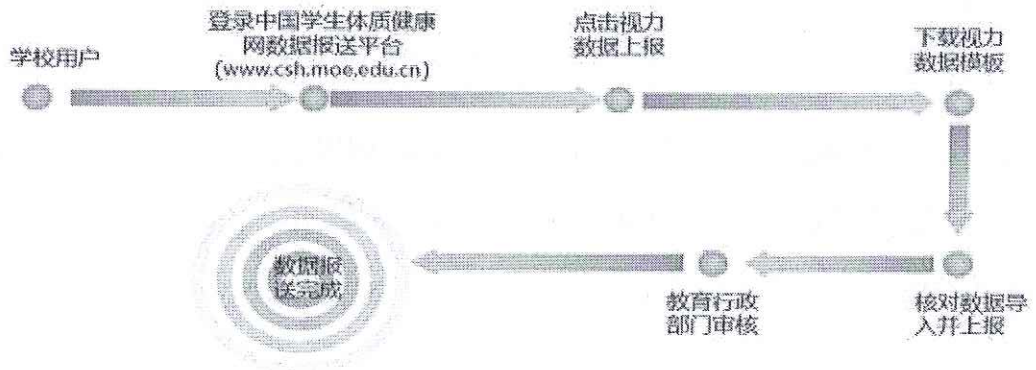 学校用户
登录中国学生体质健康
网数据报送平台
(www.csh.moe.edu.cn)
点击视力
数据上报
下载视力
数据模板
核对数据导
入并上报
教育行政
部门审核
数据报
送完成